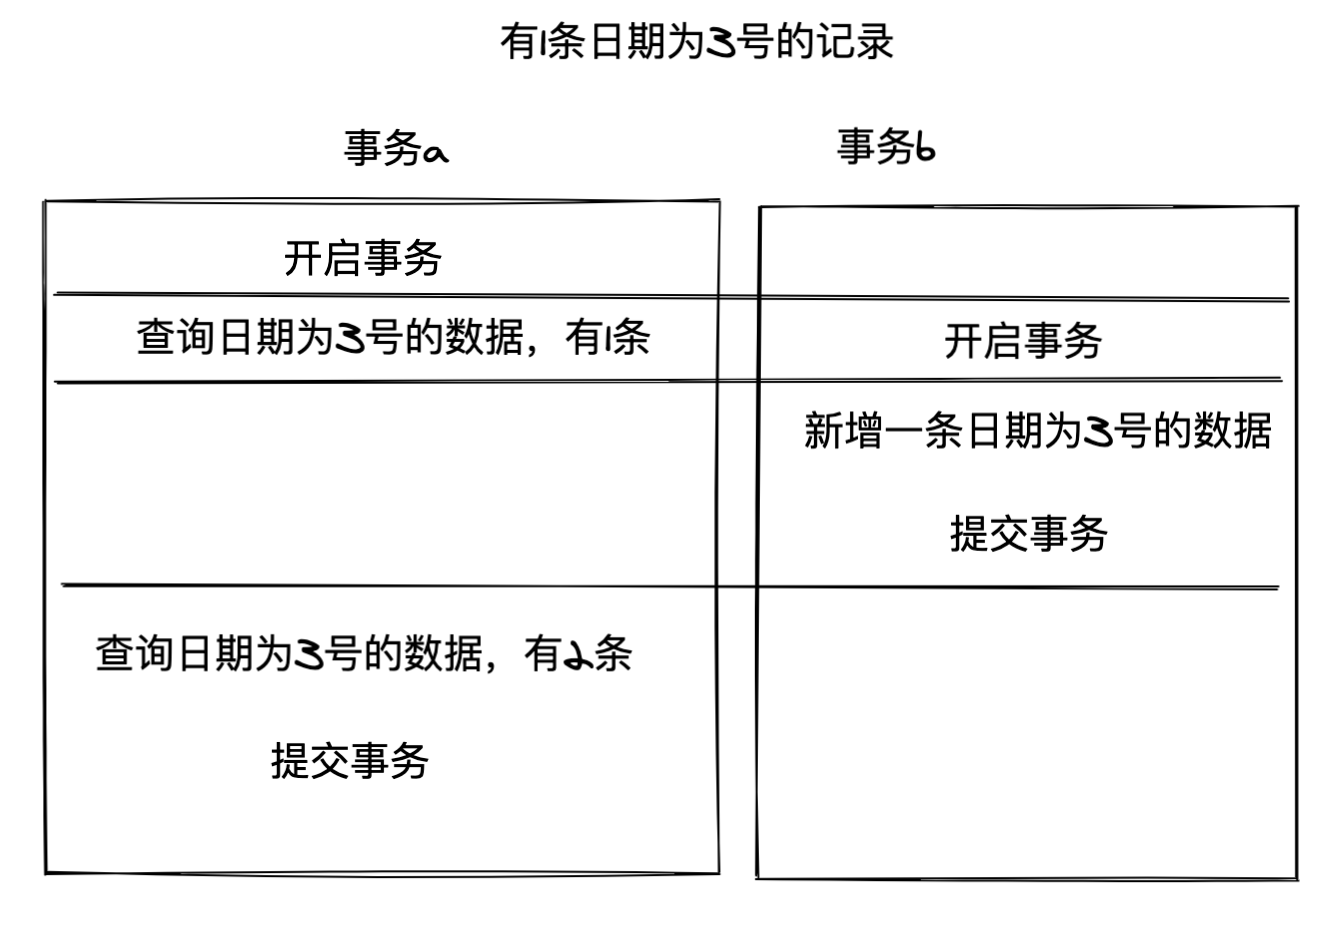 有1条日期为3号的记录
事务a
事务b
开启事务
查询日期为3号的数据，有1条
开启事务
新增一条日期为3号的数据
提交事务
查询日期为3号的数据，有2条
提交事务